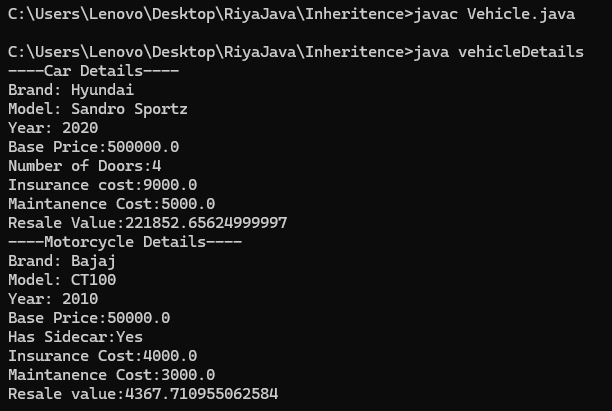 C:\Users\Lenovo\Desktop\RiyaJava\Inheritence>javac Vehicle.java
C:\Users\Lenovo\Desktop\RiyaJava\Inheritence>java vehicleDetails
----Car Details----
Brand: Hyundai
Model: Sandro Sportz
Year: 2020
Base Price:500000.0
Number of Doors:4
Insurance cost:9000.0
Maintanence Cost:5000.0
Resale Value:221852.65624999997
----Motorcycle Details----
Brand: Bajaj
Model: CT100
Year: 2010
Base Price:50000.0
Has Sidecar:Yes
Insurance Cost:4000.0
Maintanence Cost:3000.0
Resale value:4367.710955062584